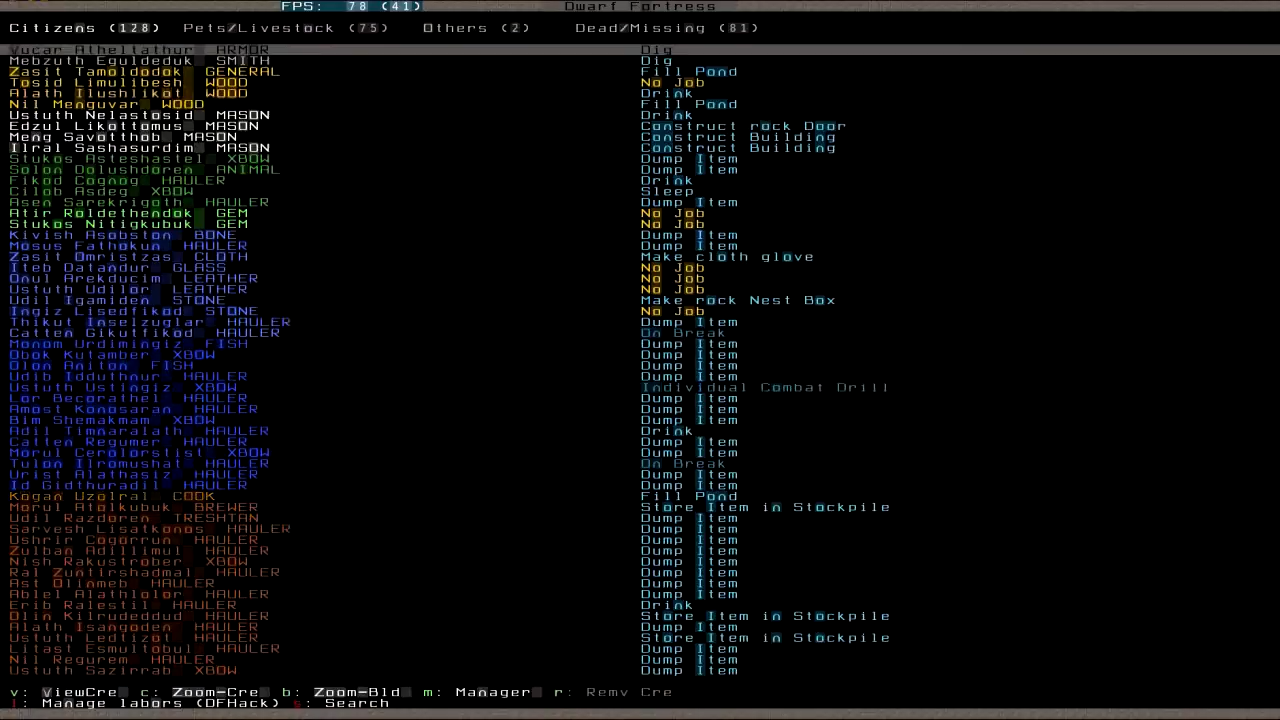 FPS: 78 (41) Dwarf Fortress
Citizens (128) Pets/Livestock (75) Others (2) Dead/Missing (81)
Vucar Atheltathur ARMOR Dig
Mebzuth Eguldeduk SMITH Dig
Zasit Tamoldodok GENERAL Fill Pond
Tosid Limulibesh WOOD No Job
Alath Ilushlikot WOOD Drink
Nil Menguvar WOOD Fill Pond
Ustuth Nelastosid MASON Drink
Edzul Likottamus MASON Construct rock Door
Meng Savotthob MASON Construct Building
Ilral Sashasurdim MASON Construct Building
Stukos Asteshastel XBOW Dump Item
Solon Dolushdoren ANIMAL Dump Item
Fikod Cognog HAULER Drink
Cilob Asdeg XBOW Sleep
Asen Sarekrigoth HAULER Dump Item
Atir Roldethendok GEM No Job
Stukos Nitigkubuk GEM No Job
Kivish Asobston BONE Dump Item
Mosus Fathokun HAULER Dump Item
Zasit Omristzas CLOTH Make cloth glove
Iteb Datandur GLASS No Job
Onul Arekducim LEATHER No Job
Ustuth Udilor LEATHER No Job
Udil Igamiden STONE Make rock Nest Box
Ingiz Lisedfikod STONE No Job
Thikut Inselzuglar HAULER Dump Item
Catten Gikutfikod HAULER On Break
Monom Urdimingiz FISH Dump Item
Obok Kutamber XBOW Dump Item
Olon Aniton FISH Dump Item
Udib Idduthnur HAULER Dump Item
Ustuth Usfingiz XBOW Individual Combat Drill
Lor Becorathel HAULER Dump Item
Amost Konosaran HAULER Dump Item
Bim Shemakmam XBOW Dump Item
Adil Timnaralath HAULER Drink
Catten Regumer HAULER Dump Item
Morul Cerolorstist XBOW Dump Item
Tulon Ilromushat HAULER On Break
Urist Alathasiz HAULER Dump Item
Id Gidthuradil HAULER Dump Item
Kogan Uzolral COOK Fill Pond
Morul Atolkubuk BREWER Store Item in Stockpile
Udil Razdoren TRESHTAN Dump Item
Sarvesh Lisatkonos HAULER Dump Item
Ushrir Cogorrun HAULER Dump Item
Zulban Adillimul HAULER Dump Item
Nish Rakustrober XBOW Dump Item
Ral Zuntirshadmal HAULER Dump Item
Ast Olinmeb HAULER Dump Item
Ablel Alathlolor HAULER Dump Item
Erib Ralestil HAULER Drink
Olin Kilrudeddud HAULER Store Item in Stockpile
Alath Isangoden HAULER Dump Item
Ustuth Ledtizot HAULER Store Item in Stockpile
Litast Esmultobul HAULER Dump Item
Nil Regurem HAULER Dump Item
Ustuth Sazirrab XBOW Dump Item
v: ViewCre c: Zoom-Cre b: Zoom-Bld m: Manager r: Remv Cre
l: Manage labors (DFHack) s: Search